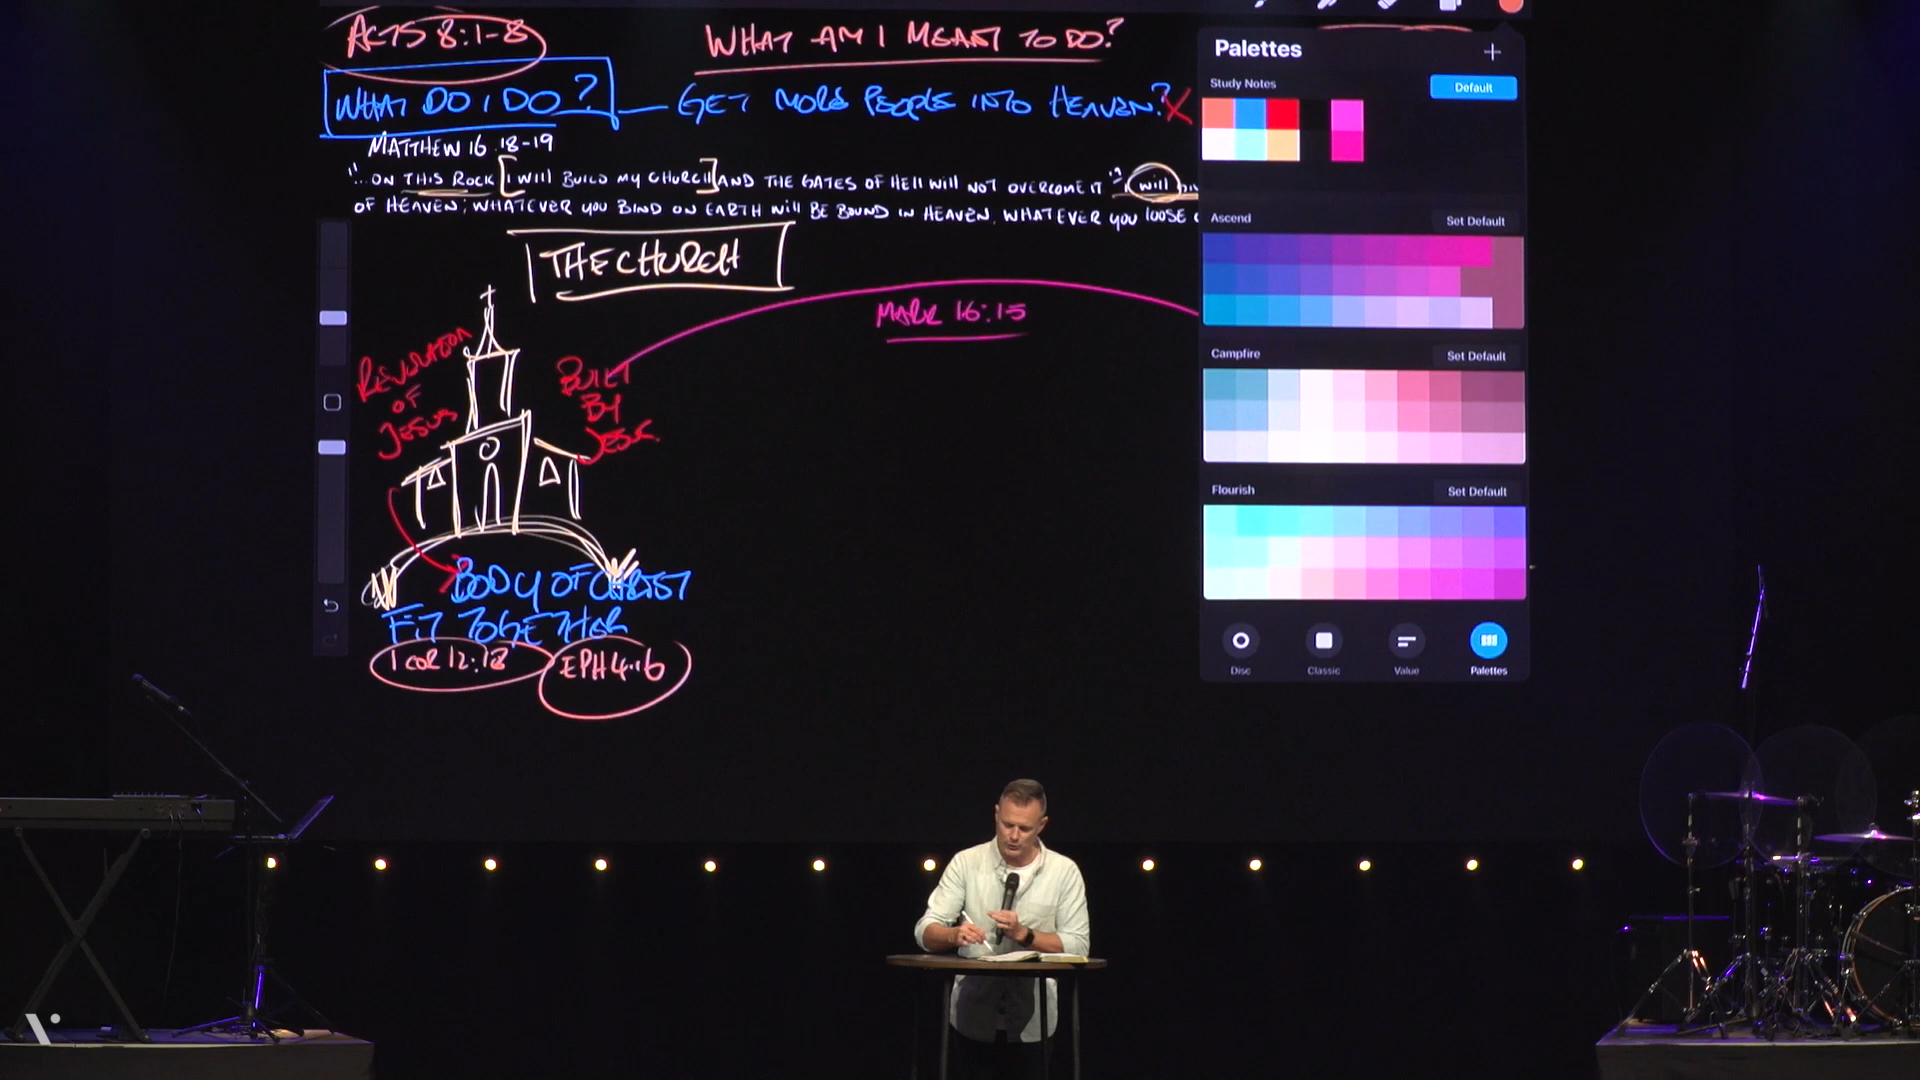 ACTS 8:1-8
WHAT AM I MEANT TO DO?
WHAT DO I DO?
GET MORE PEOPLE INTO HEAVEN? X
MATTHEW 16:18-19
"...ON THIS ROCK [I WILL BUILD MY CHURCH] AND THE GATES OF HELL WILL NOT OVERCOME IT" I WILL
OF HEAVEN; WHATEVER YOU BIND ON EARTH WILL BE BOUND IN HEAVEN, WHATEVER YOU LOOSE
THE CHURCH
MARK 16:15
OF
JESUS
BUILT
BY
JESUS.
BODY OF CHRIST
FIT TOGETHER
1 COR 12:18
EPH 4:16
Palettes
Study Notes
Default
Ascend
Set Default
Campfire
Set Default
Flourish
Set Default
Disc
Classic
Value
Palettes